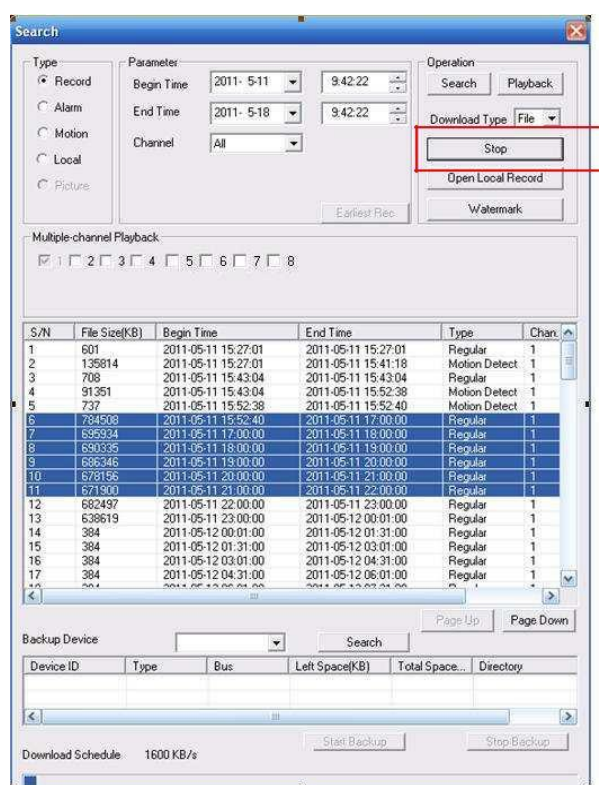 Search
Type
Parameter
Operation
Record
Begin Time 2011- 5-11 9:42:22
Search Playback
Alarm
End Time 2011- 5-18 9:42:22
Download Type File
Motion
Channel All
Stop
Local
Open Local Record
Picture
Earliest Rec
Watermark
Multiple-channel Playback
1 2 3 4 5 6 7 8
S/N File Size(KB) Begin Time End Time Type Chan.
1 601 2011-05-11 15:27:01 2011-05-11 15:27:01 Regular 1
2 135814 2011-05-11 15:27:01 2011-05-11 15:41:18 Motion Detect 1
3 708 2011-05-11 15:43:04 2011-05-11 15:43:04 Regular 1
4 91351 2011-05-11 15:43:04 2011-05-11 15:52:38 Motion Detect 1
5 737 2011-05-11 15:52:38 2011-05-11 15:52:40 Motion Detect 1
6 784508 2011-05-11 15:52:40 2011-05-11 17:00:00 Regular 1
7 695934 2011-05-11 17:00:00 2011-05-11 18:00:00 Regular 1
8 690335 2011-05-11 18:00:00 2011-05-11 19:00:00 Regular 1
9 686346 2011-05-11 19:00:00 2011-05-11 20:00:00 Regular 1
10 678156 2011-05-11 20:00:00 2011-05-11 21:00:00 Regular 1
11 671900 2011-05-11 21:00:00 2011-05-11 22:00:00 Regular 1
12 682497 2011-05-11 22:00:00 2011-05-11 23:00:00 Regular 1
13 638619 2011-05-11 23:00:00 2011-05-12 00:01:00 Regular 1
14 384 2011-05-12 00:01:00 2011-05-12 01:31:00 Regular 1
15 384 2011-05-12 01:31:00 2011-05-12 03:01:00 Regular 1
16 384 2011-05-12 03:01:00 2011-05-12 04:31:00 Regular 1
17 384 2011-05-12 04:31:00 2011-05-12 06:01:00 Regular 1
Page Up Page Down
Backup Device Search
Device ID Type Bus Left Space(KB) Total Space... Directory
Start Backup Stop Backup
Download Schedule 1600 KB/s